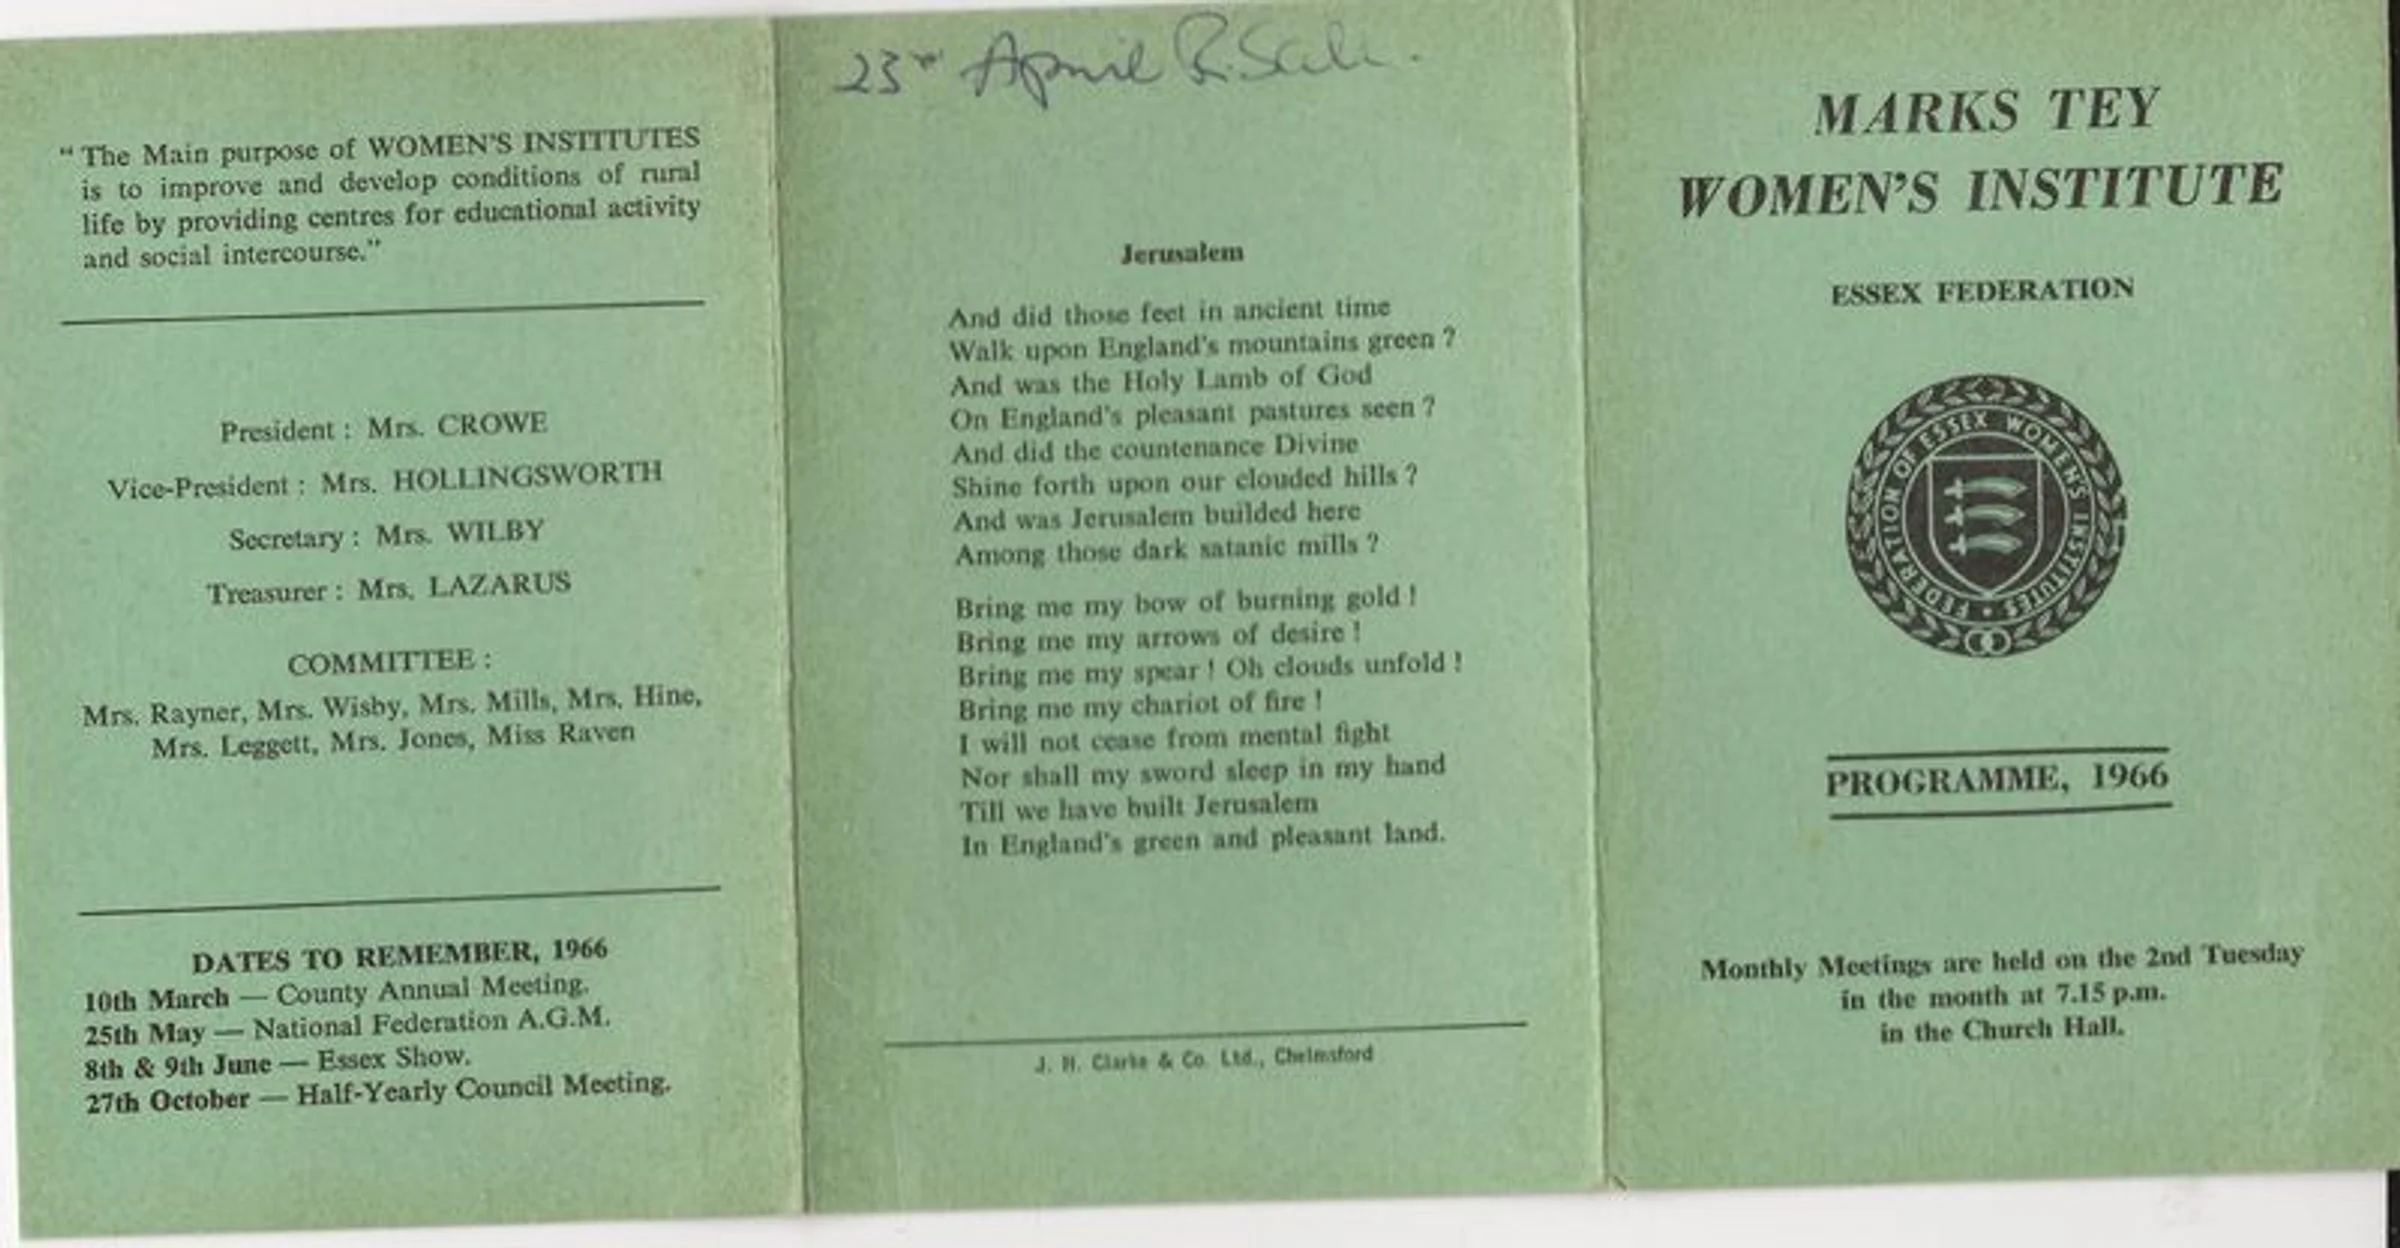 " The Main purpose of WOMEN'S INSTITUTES
is to improve and develop conditions of rural
life by providing centres for educational activity
and social intercourse."
President : Mrs. CROWE
Vice-President : Mrs. HOLLINGSWORTH
Secretary : Mrs. WILBY
Treasurer : Mrs. LAZARUS
COMMITTEE :
Mrs. Rayner, Mrs. Wisby, Mrs. Mills, Mrs. Hine,
Mrs. Leggett, Mrs. Jones, Miss Raven
DATES TO REMEMBER, 1966
10th March — County Annual Meeting.
25th May — National Federation A.G.M.
8th & 9th June — Essex Show.
27th October — Half-Yearly Council Meeting.
23rd April R. Sale.
Jerusalem
And did those feet in ancient time
Walk upon England's mountains green ?
And was the Holy Lamb of God
On England's pleasant pastures seen ?
And did the countenance Divine
Shine forth upon our clouded hills ?
And was Jerusalem builded here
Among those dark satanic mills ?
Bring me my bow of burning gold !
Bring me my arrows of desire !
Bring me my spear ! Oh clouds unfold !
Bring me my chariot of fire !
I will not cease from mental fight
Nor shall my sword sleep in my hand
Till we have built Jerusalem
In England's green and pleasant land.
J. H. Clarke & Co. Ltd., Chelmsford
MARKS TEY
WOMEN'S INSTITUTE
ESSEX FEDERATION
FEDERATION OF ESSEX WOMEN'S INSTITUTES
PROGRAMME, 1966
Monthly Meetings are held on the 2nd Tuesday
in the month at 7.15 p.m.
in the Church Hall.